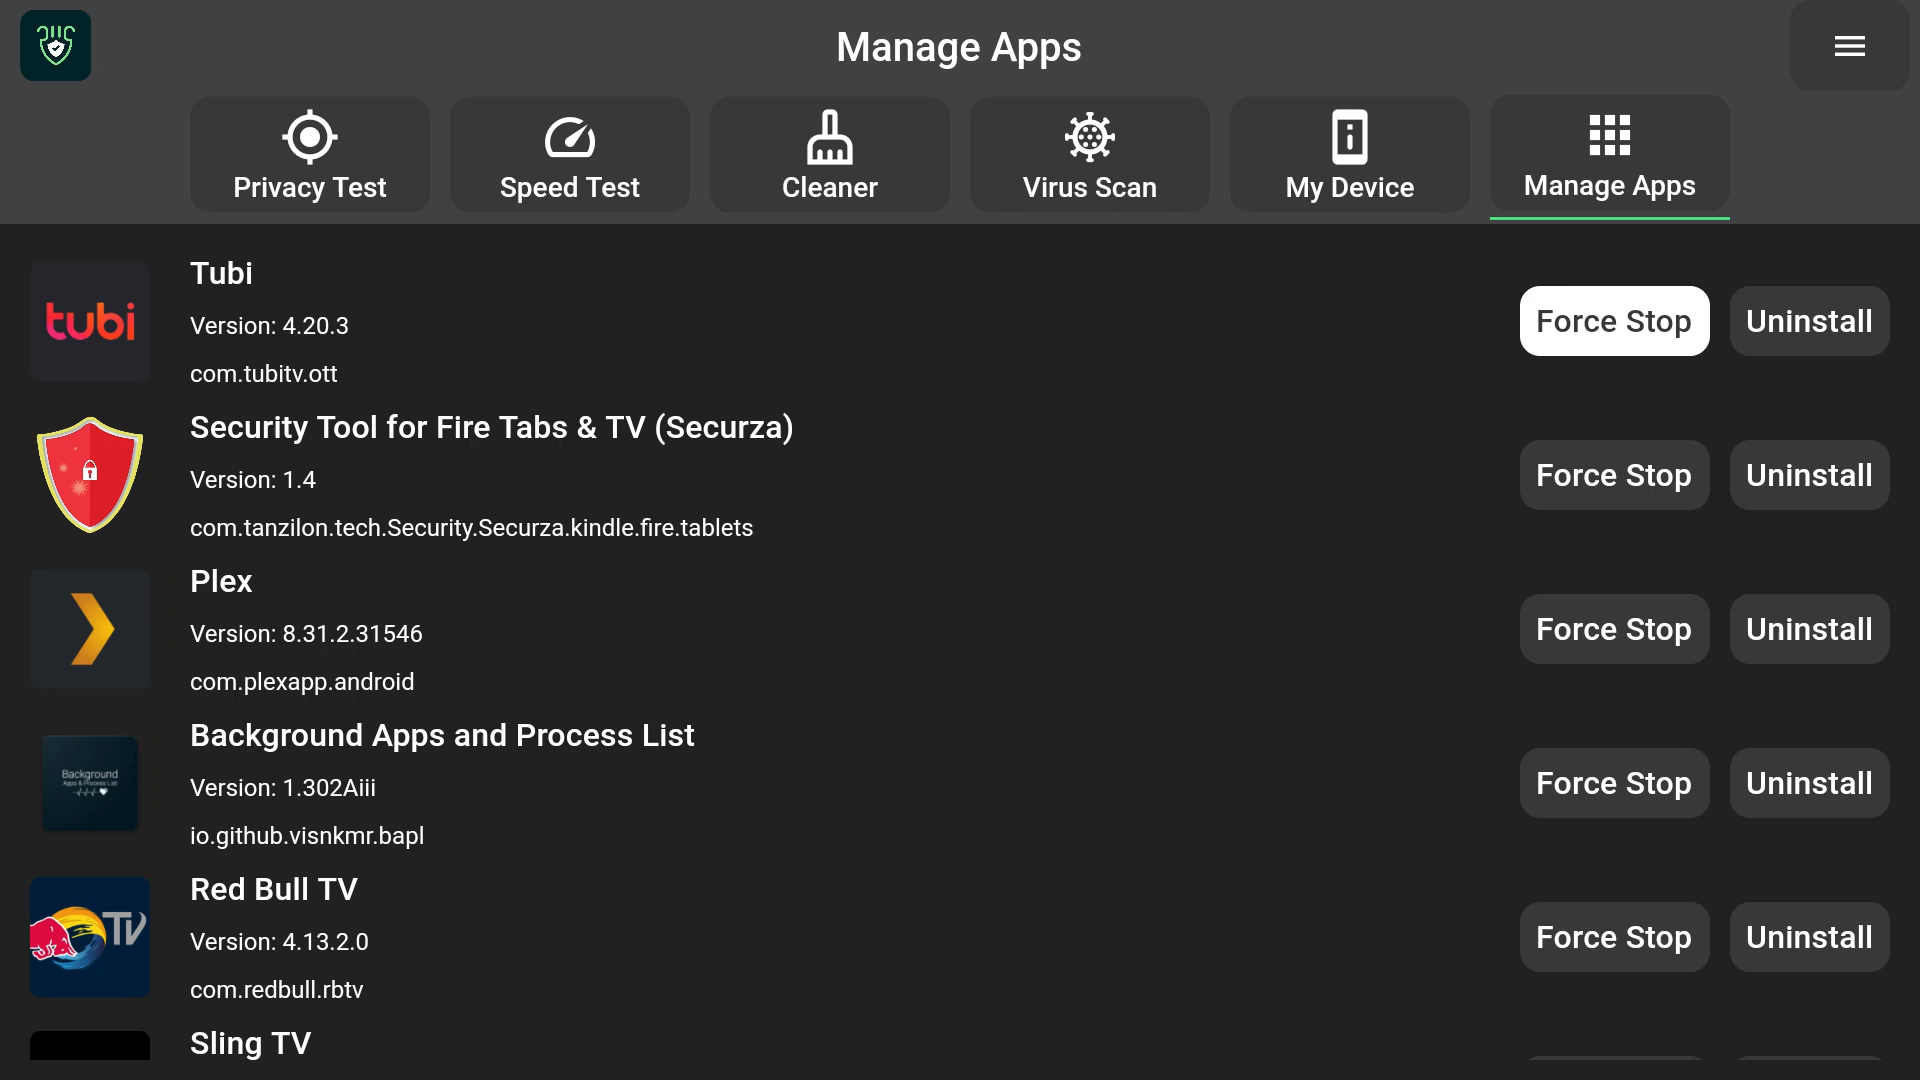 Manage Apps
Privacy Test
Speed Test
Cleaner
Virus Scan
My Device
Manage Apps
tubi
Tubi
Version: 4.20.3
com.tubitv.ott
Force Stop
Uninstall
Security Tool for Fire Tabs & TV (Securza)
Version: 1.4
com.tanzilon.tech.Security.Securza.kindle.fire.tablets
Force Stop
Uninstall
Plex
Version: 8.31.2.31546
com.plexapp.android
Force Stop
Uninstall
Background
Apps & Process List
Background Apps and Process List
Version: 1.302Aiii
io.github.visnkmr.bapl
Force Stop
Uninstall
TV
Red Bull TV
Version: 4.13.2.0
com.redbull.rbtv
Force Stop
Uninstall
Sling TV